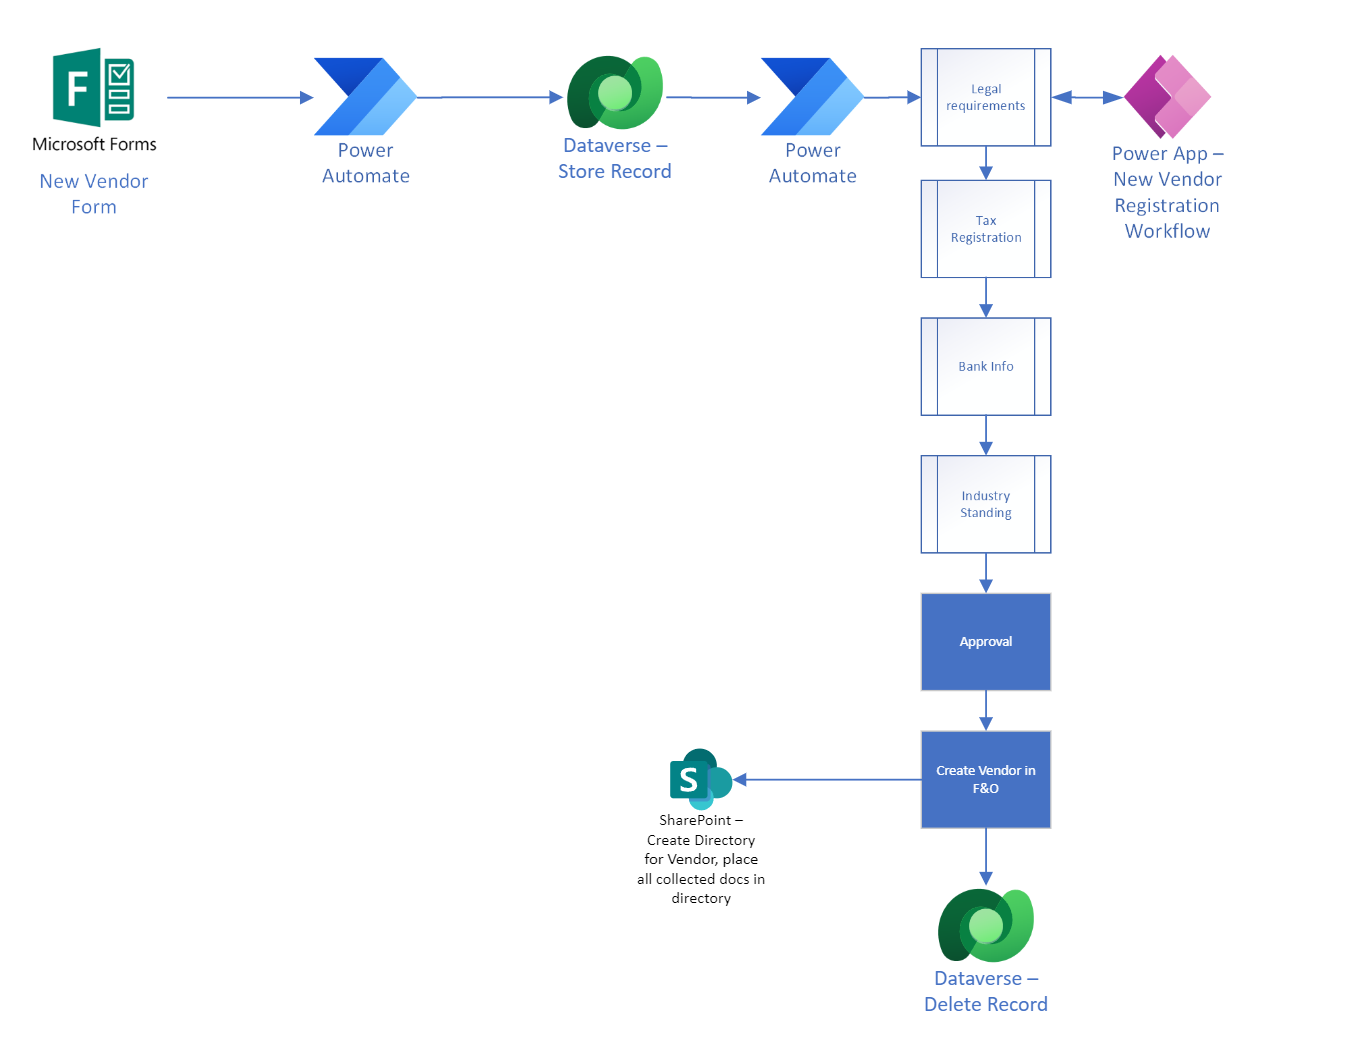 F
Microsoft Forms
New Vendor
Form
Power
Automate
Dataverse –
Store Record
Power
Automate
Legal
requirements
Power App –
New Vendor
Registration
Workflow
Tax
Registration
Bank Info
Industry
Standing
Approval
Create Vendor in
F&O
S
SharePoint –
Create Directory
for Vendor, place
all collected docs in
directory
Dataverse –
Delete Record